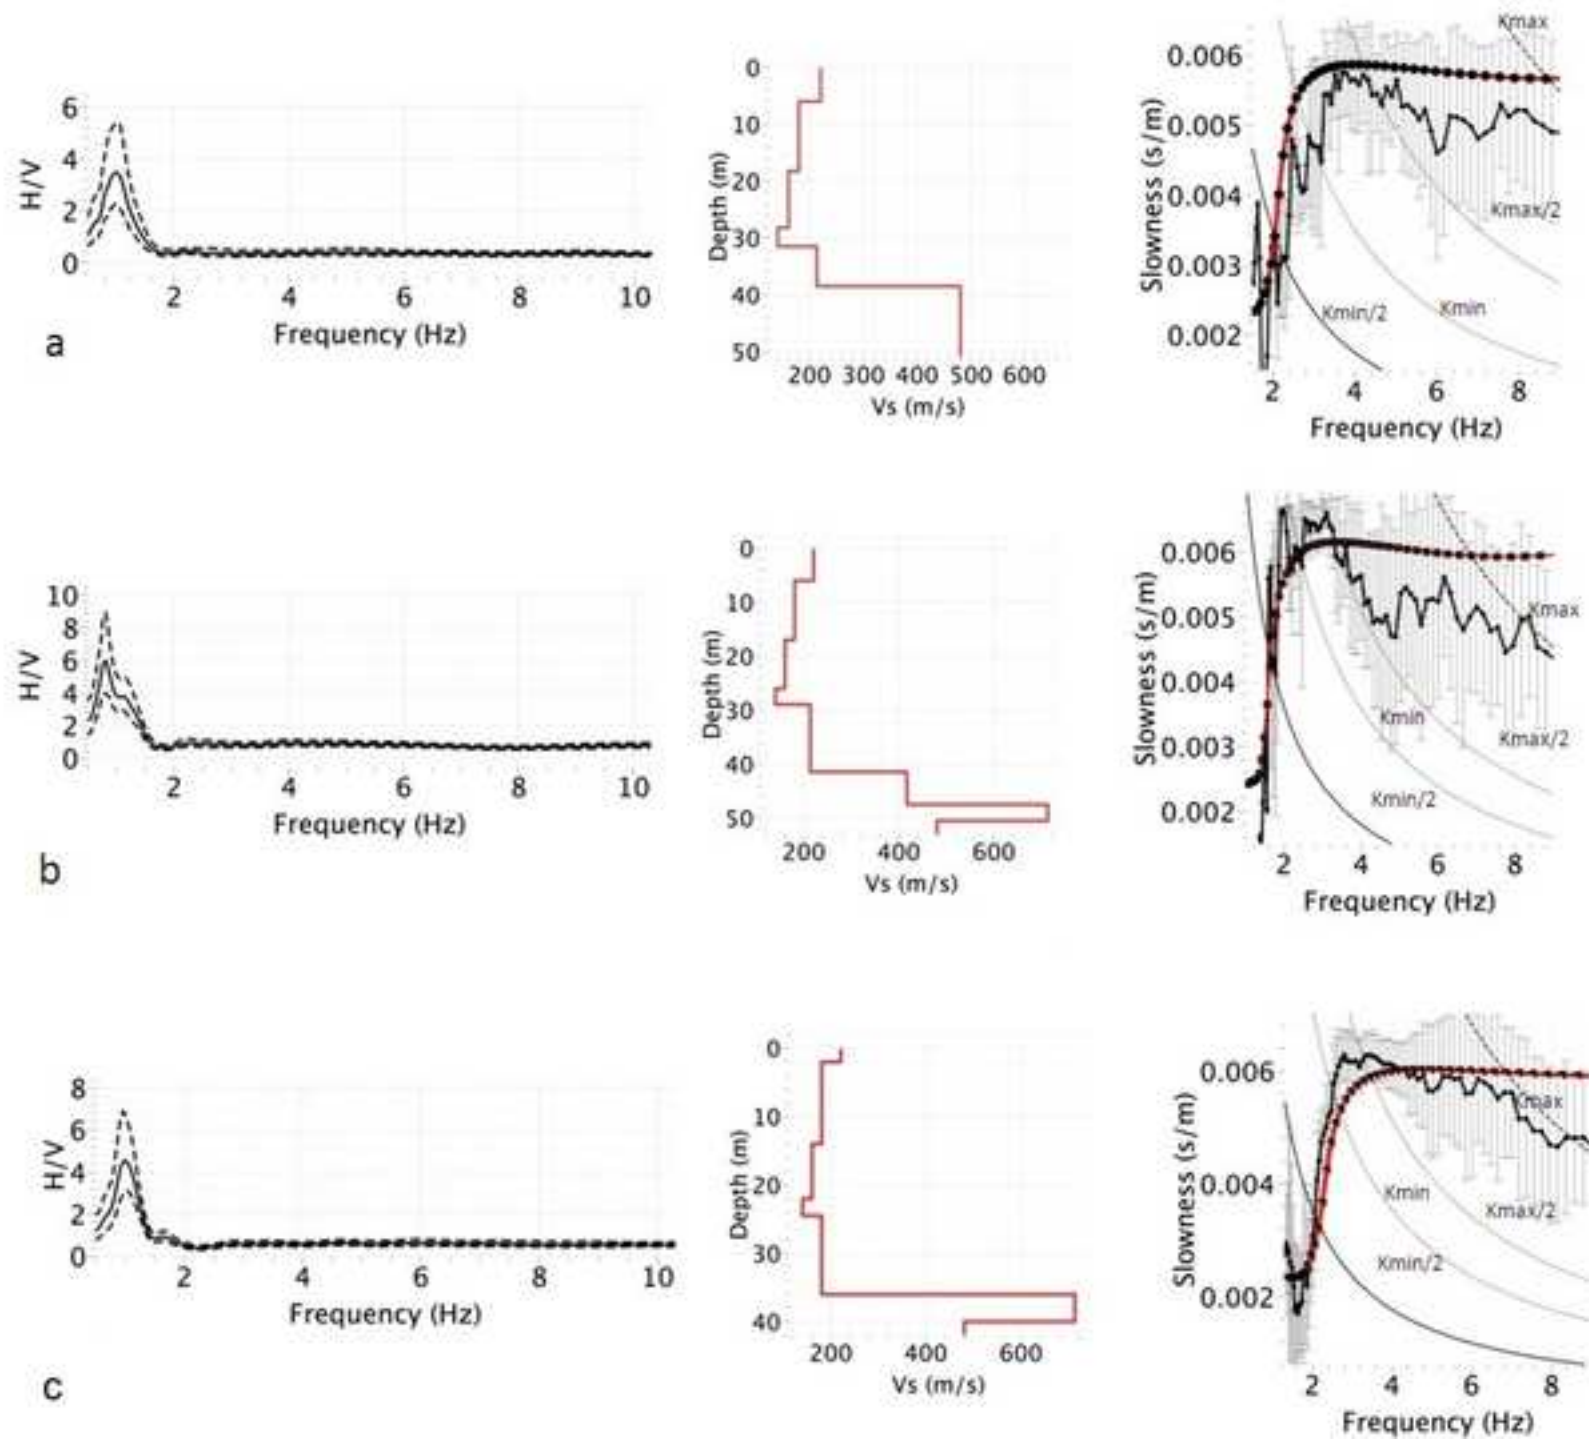 6
4
2
0
H/V
2 4 6 8 10
Frequency (Hz)
a
0
10
20
30
40
50
Depth (m)
200 300 400 500 600
Vs (m/s)
0.006
0.005
0.004
0.003
0.002
Slowness (s/m)
Kmax
Kmax/2
Kmin
Kmin/2
2 4 6 8
Frequency (Hz)
10
8
6
4
2
0
H/V
2 4 6 8 10
Frequency (Hz)
b
0
10
20
30
40
50
Depth (m)
200 400 600
Vs (m/s)
0.006
0.005
0.004
0.003
0.002
Slowness (s/m)
Kmax
Kmin
Kmax/2
Kmin/2
2 4 6 8
Frequency (Hz)
8
6
4
2
0
H/V
2 4 6 8 10
Frequency (Hz)
c
0
10
20
30
40
Depth (m)
200 400 600
Vs (m/s)
0.006
0.004
0.002
Slowness (s/m)
Kmax
Kmin
Kmax/2
Kmin/2
2 4 6 8
Frequency (Hz)